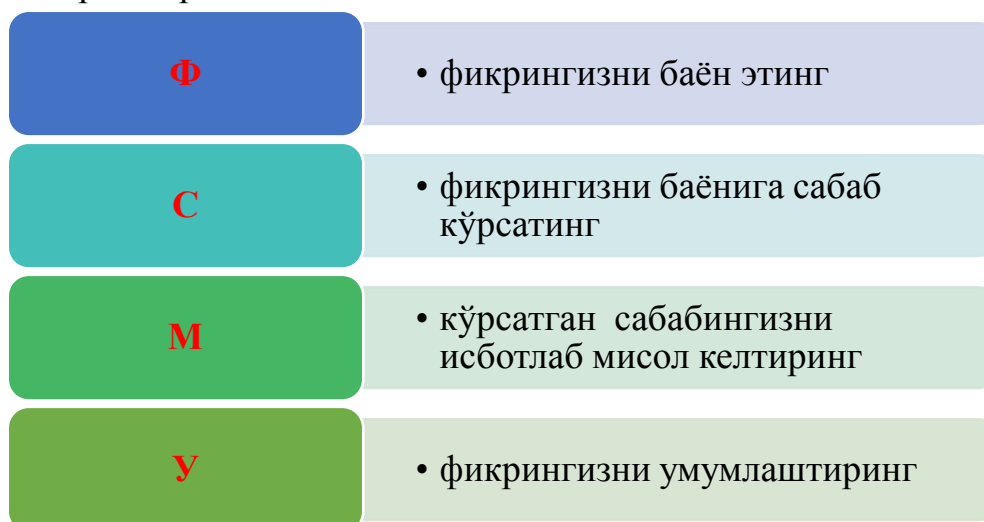 Ф
• фикрингизни баён этинг
С
• фикрингизни баёнига сабаб
кўрсатинг
М
• кўрсатган сабабингизни
исботлаб мисол келтиринг
У
• фикрингизни умумлаштиринг